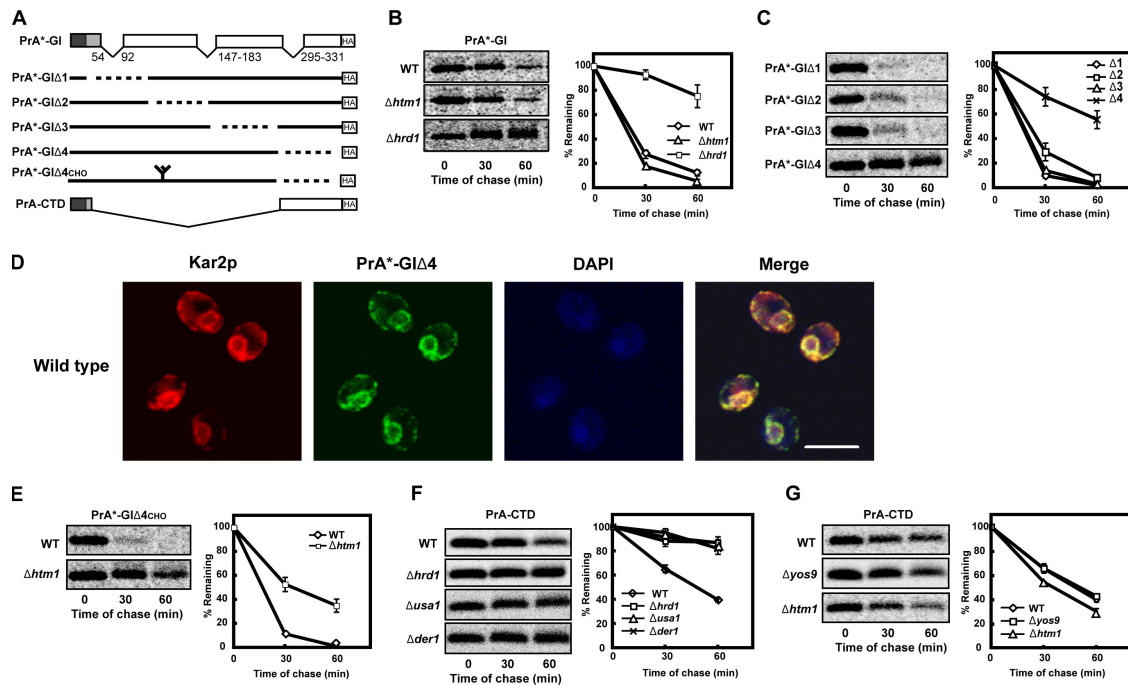 A
PrA*-GI
HA
54
92
147-183
295-331
PrA*-GIΔ1
HA
PrA*-GIΔ2
HA
PrA*-GIΔ3
HA
PrA*-GIΔ4
HA
PrA*-GIΔ4CHO
HA
PrA-CTD
HA
B
PrA*-GI
WT
Δhtm1
Δhrd1
0 30 60
Time of chase (min)
% Remaining
100
80
60
40
20
0
WT
Δhtm1
Δhrd1
0 30 60
Time of chase (min)
C
PrA*-GIΔ1
PrA*-GIΔ2
PrA*-GIΔ3
PrA*-GIΔ4
0 30 60
Time of chase (min)
% Remaining
100
80
60
40
20
0
Δ1
Δ2
Δ3
Δ4
0 30 60
Time of chase (min)
D
Kar2p PrA*-GIΔ4 DAPI Merge
Wild type
E
PrA*-GIΔ4CHO
WT
Δhtm1
0 30 60
Time of chase (min)
% Remaining
100
80
60
40
20
0
WT
Δhtm1
0 30 60
Time of chase (min)
F
PrA-CTD
WT
Δhrd1
Δusa1
Δder1
0 30 60
Time of chase (min)
% Remaining
100
80
60
40
20
0
WT
Δhrd1
Δusa1
Δder1
0 30 60
Time of chase (min)
G
PrA-CTD
WT
Δyos9
Δhtm1
0 30 60
Time of chase (min)
% Remaining
100
80
60
40
20
0
WT
Δyos9
Δhtm1
0 30 60
Time of chase (min)